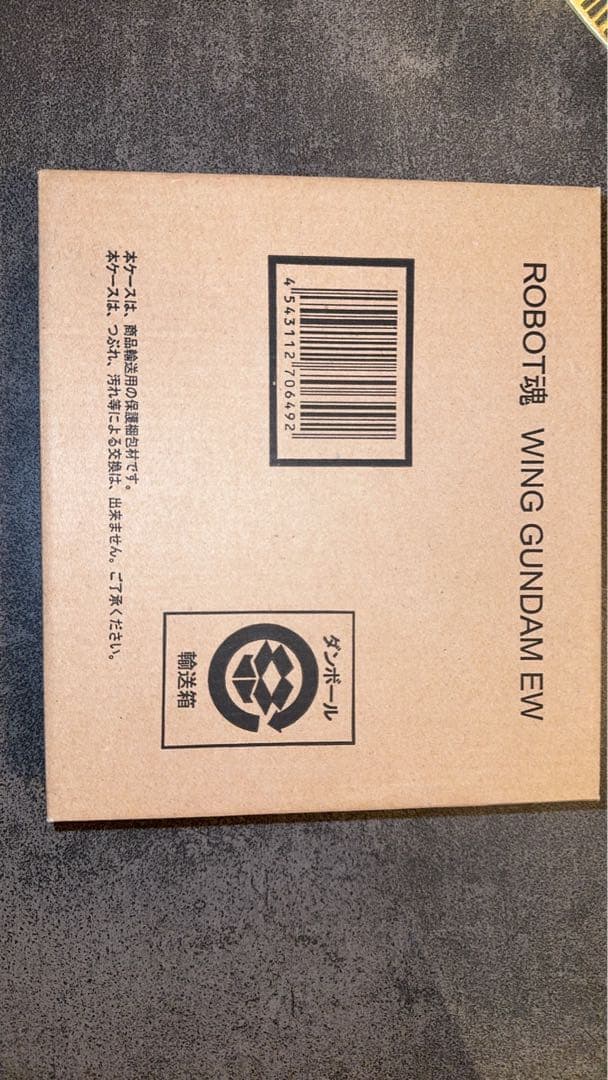 ROBOT魂 WING GUNDAM EW
4 543112 706492
ダンボール
輸送箱
本ケースは、商品輸送用の保護梱包材です。
本ケースは、つぶれ、汚れ等による交換は、出来ません。ご了承ください。